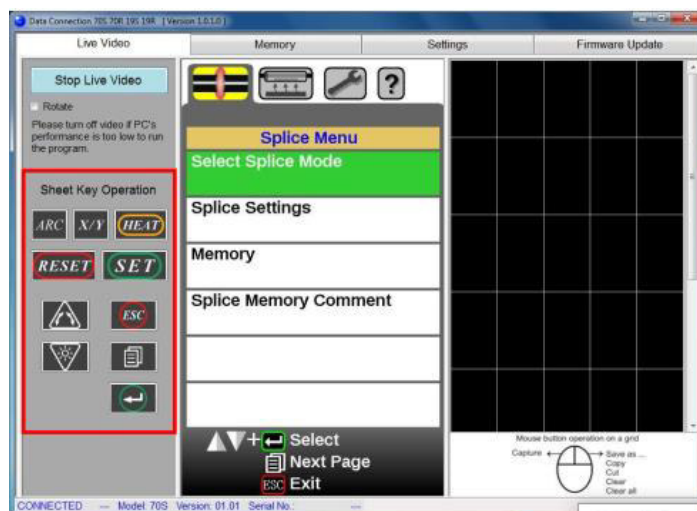 Data Connection 70S 70R 19S 19R [Version 1.0.1.0]
Live Video
Memory
Settings
Firmware Update
Stop Live Video
Rotate
Please turn off video if PC's
performance is too low to run
the program.
Sheet Key Operation
ARC
X/Y
HEAT
RESET
SET
ESC
?
Splice Menu
Select Splice Mode
Splice Settings
Memory
Splice Memory Comment
+ Select
Next Page
ESC Exit
Mouse button operation on a grid
Capture
Save as ...
Copy
Cut
Clear
Clear all
CONNECTED --- Model: 70S Version: 01.01 Serial No.: ---